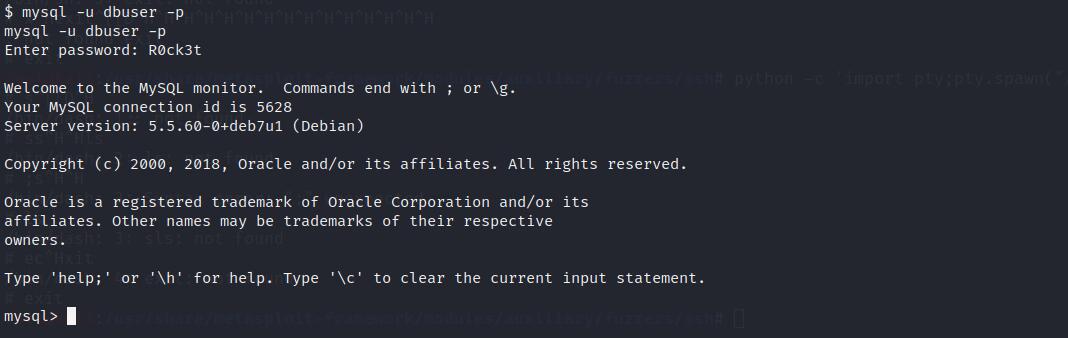 $ mysql -u dbuser -p
mysql -u dbuser -p
Enter password: R0ck3t
Welcome to the MySQL monitor.  Commands end with ; or \g.
Your MySQL connection id is 5628
Server version: 5.5.60-0+deb7u1 (Debian)
Copyright (c) 2000, 2018, Oracle and/or its affiliates. All rights reserved.
Oracle is a registered trademark of Oracle Corporation and/or its
affiliates. Other names may be trademarks of their respective
owners.
Type 'help;' or '\h' for help. Type '\c' to clear the current input statement.
mysql>